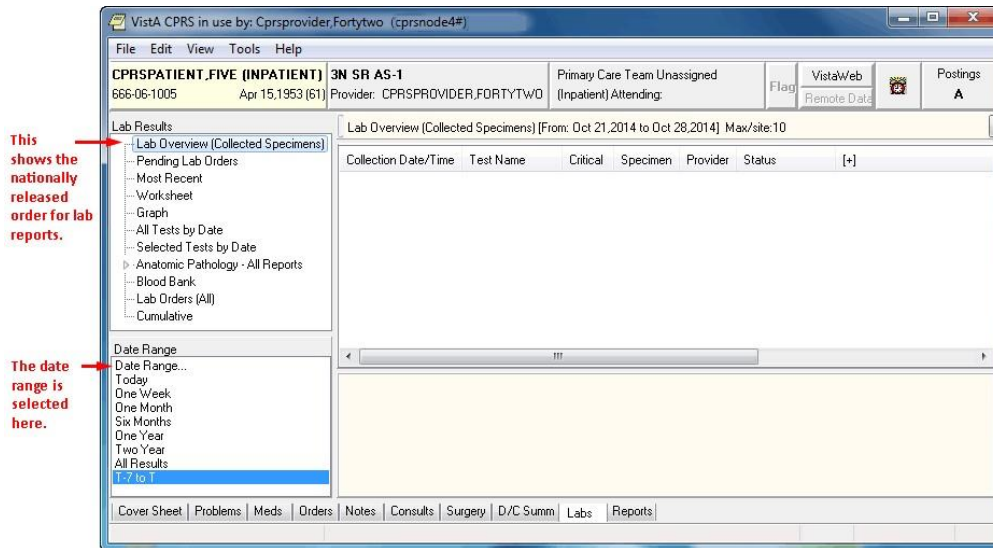 VistA CPRS in use by: Cprsprovider,Fortytwo (cprsnode4#)
File Edit View Tools Help
CPRSPATIENT,FIVE (INPATIENT) 3N SR AS-1 Primary Care Team Unassigned Flag VistaWeb Postings
666-06-1005 Apr 15,1953 (61) Provider: CPRSPROVIDER,FORTYTWO (Inpatient) Attending: Remote Data A
This
shows the
nationally
released
order for lab
reports.
Lab Results
Lab Overview (Collected Specimens)
Pending Lab Orders
Most Recent
Worksheet
Graph
All Tests by Date
Selected Tests by Date
Anatomic Pathology - All Reports
Blood Bank
Lab Orders (All)
Cumulative
Lab Overview (Collected Specimens) [From: Oct 21,2014 to Oct 28,2014] Max/site:10
Collection Date/Time Test Name Critical Specimen Provider Status [+]
The date
range is
selected
here.
Date Range
Date Range...
Today
One Week
One Month
Six Months
One Year
Two Year
All Results
T-7 to T
Cover Sheet Problems Meds Orders Notes Consults Surgery D/C Summ Labs Reports